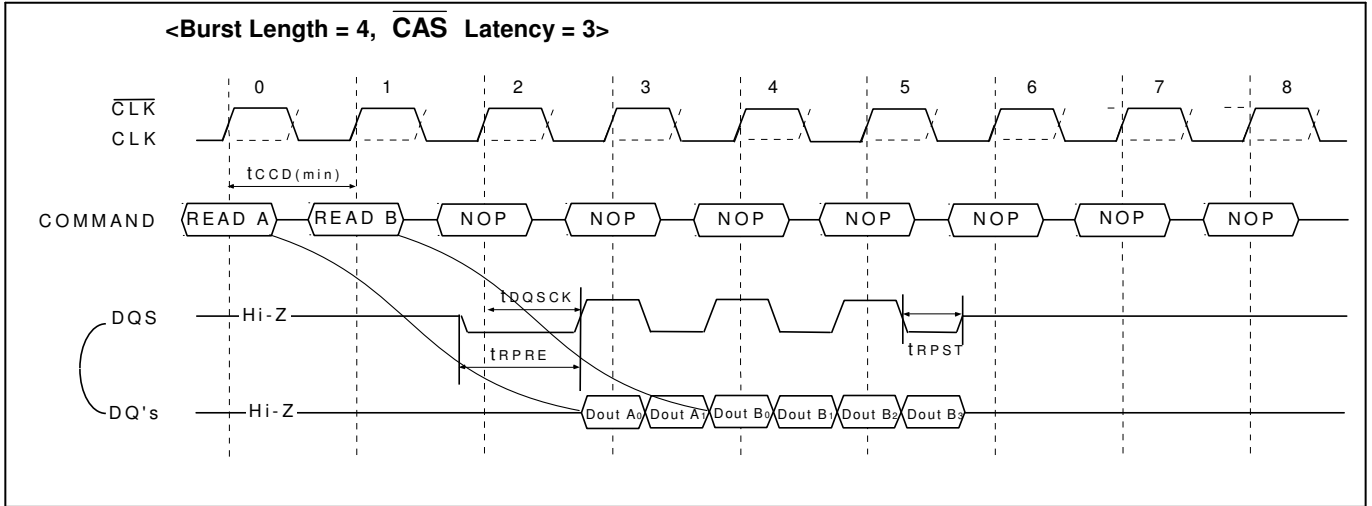 <Burst Length = 4, CAS Latency = 3>
0 1 2 3 4 5 6 7 8
CLK
CLK
tCCD(min)
COMMAND READ A READ B NOP NOP NOP NOP NOP NOP NOP
tDQSCK
DQS Hi-Z
tRPST
tRPRE
DQ's Hi-Z Dout A0 Dout A1 Dout B0 Dout B1 Dout B2 Dout B3